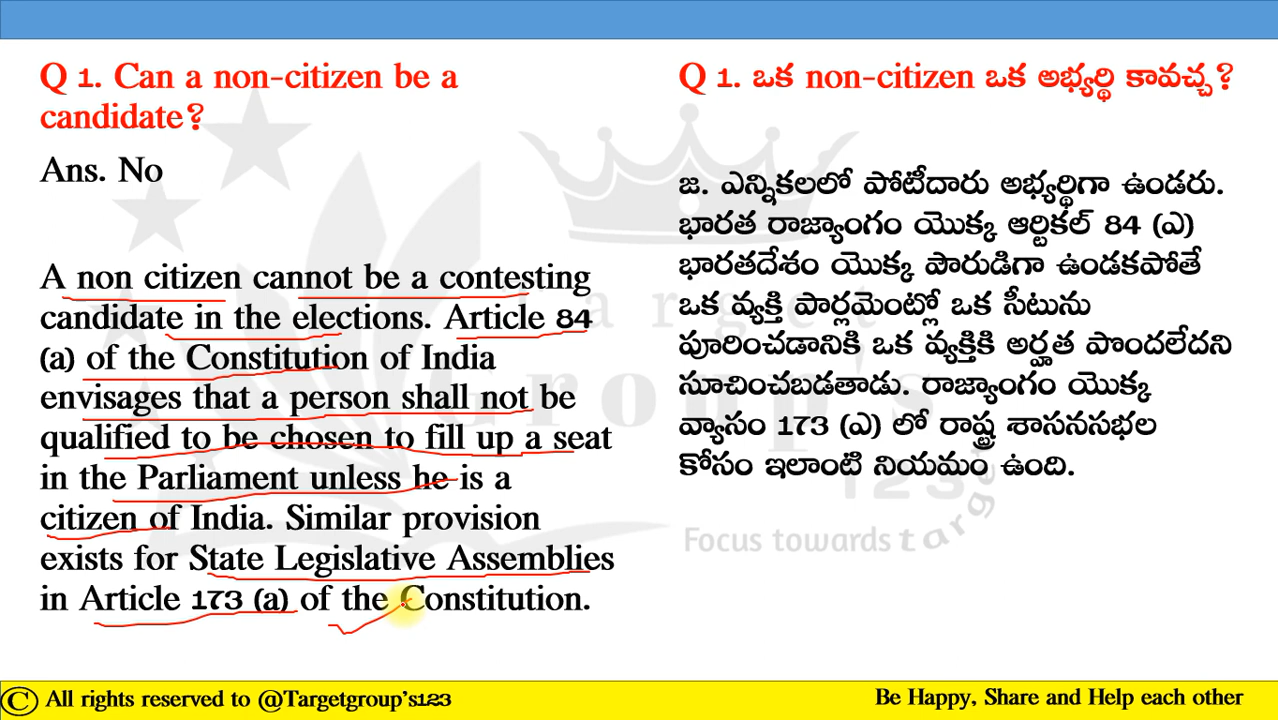 Q 1. Can a non-citizen be a
candidate?
Ans. No
A non citizen cannot be a contesting
candidate in the elections. Article 84
(a) of the Constitution of India
envisages that a person shall not be
qualified to be chosen to fill up a seat
in the Parliament unless he is a
citizen of India. Similar provision
exists for State Legislative Assemblies
in Article 173 (a) of the Constitution.
Q 1. ఒక non-citizen ఒక అభ్యర్థి కావచ్చు?
జ. ఎన్నికలలో పోటీదారు అభ్యర్థిగా ఉండరు.
భారత రాజ్యాంగం యొక్క ఆర్టికల్ 84 (ఎ)
భారతదేశం యొక్క పౌరుడిగా ఉండకపోతే
ఒక వ్యక్తి పార్లమెంట్లో ఒక సీటును
పూరించడానికి ఒక వ్యక్తికి అర్హత పొందలేదని
సూచించబడతాడు. రాజ్యాంగం యొక్క
వ్యాసం 173 (ఎ) లో రాష్ట్ర శాసనసభల
కోసం ఇలాంటి నియమం ఉంది.
Target
Group's
123
Focus towards target
© All rights reserved to @Targetgroup's123
Be Happy, Share and Help each other